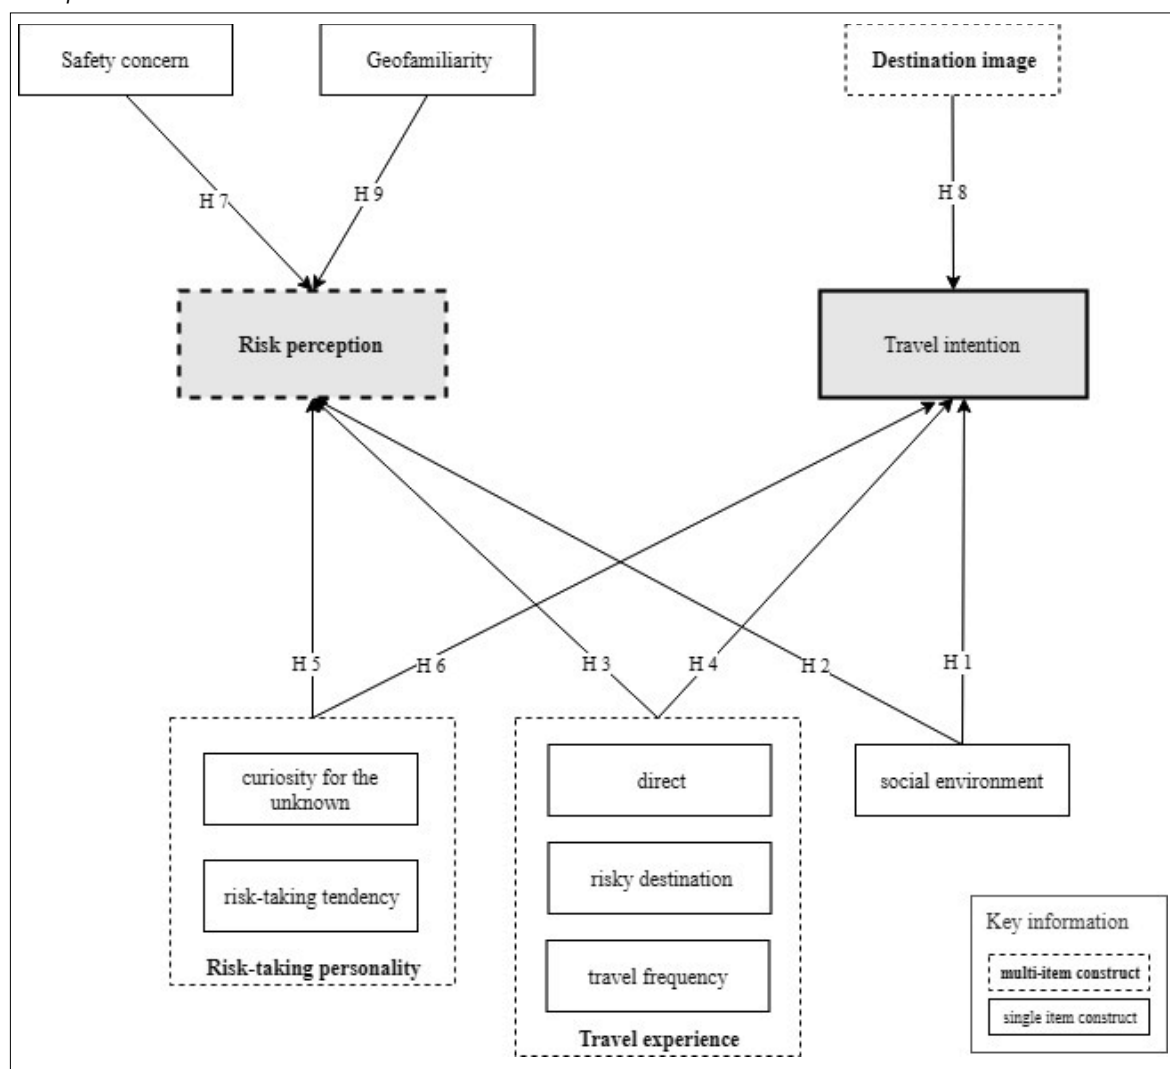 Safety concern
Geofamiliarity
Destination image
H 7
H 9
H 8
Risk perception
Travel intention
H 5
H 6
H 3
H 4
H 2
H 1
curiosity for the
unknown
risk-taking tendency
Risk-taking personality
direct
risky destination
travel frequency
Travel experience
social environment
Key information
multi-item construct
single item construct